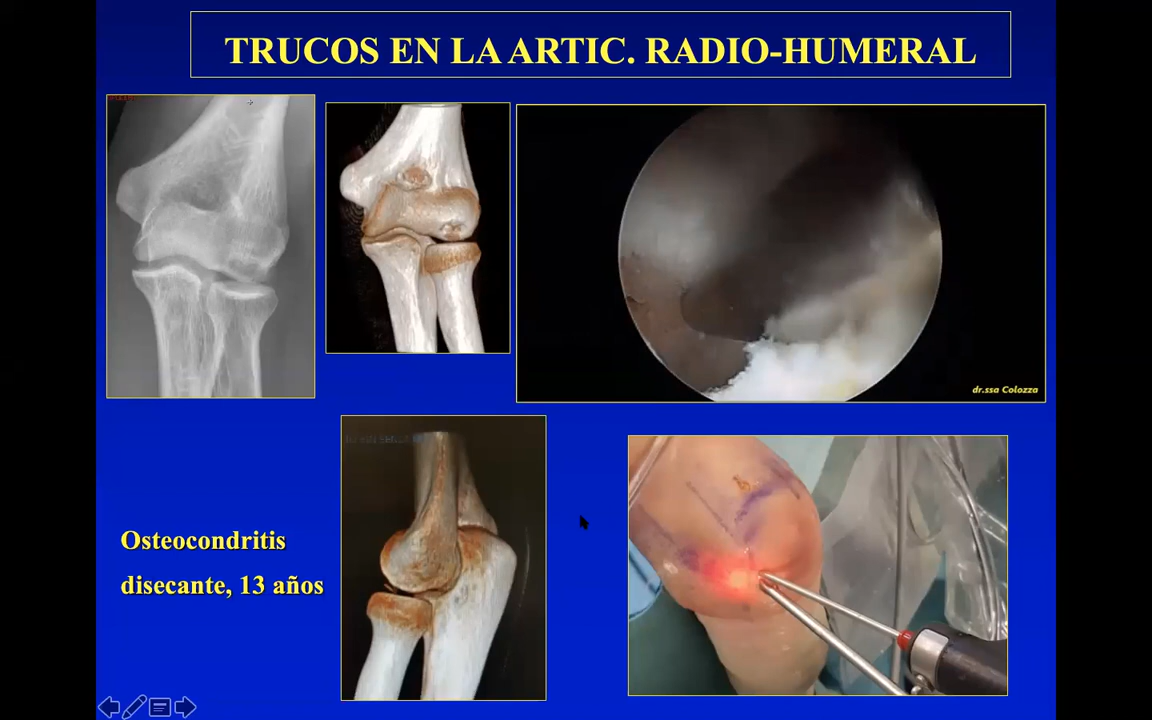 TRUCOS EN LA ARTIC. RADIO-HUMERAL
dr.ssa Colozza
Osteocondritis
disecante, 13 años